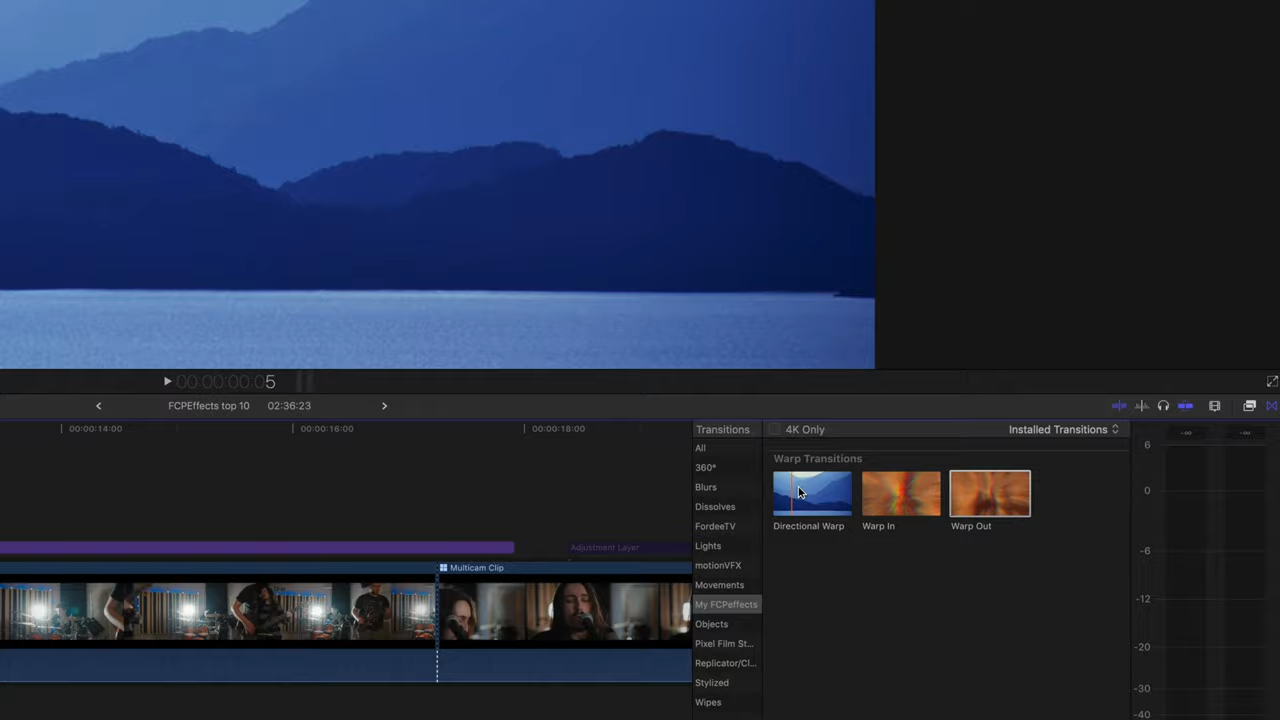 00:00:00:05
FCPEffects top 10
02:36:23
00:00:14:00
00:00:16:00
00:00:18:00
Transitions
4K Only
Installed Transitions
-∞
-∞
All
360°
Blurs
Dissolves
FordeeTV
Lights
motionVFX
Movements
My FCPeffects
Objects
Pixel Film St...
Replicator/Cl...
Stylized
Wipes
Warp Transitions
Directional Warp
Warp In
Warp Out
Adjustment Layer
Multicam Clip
6
0
-6
-12
-20
-30
-40